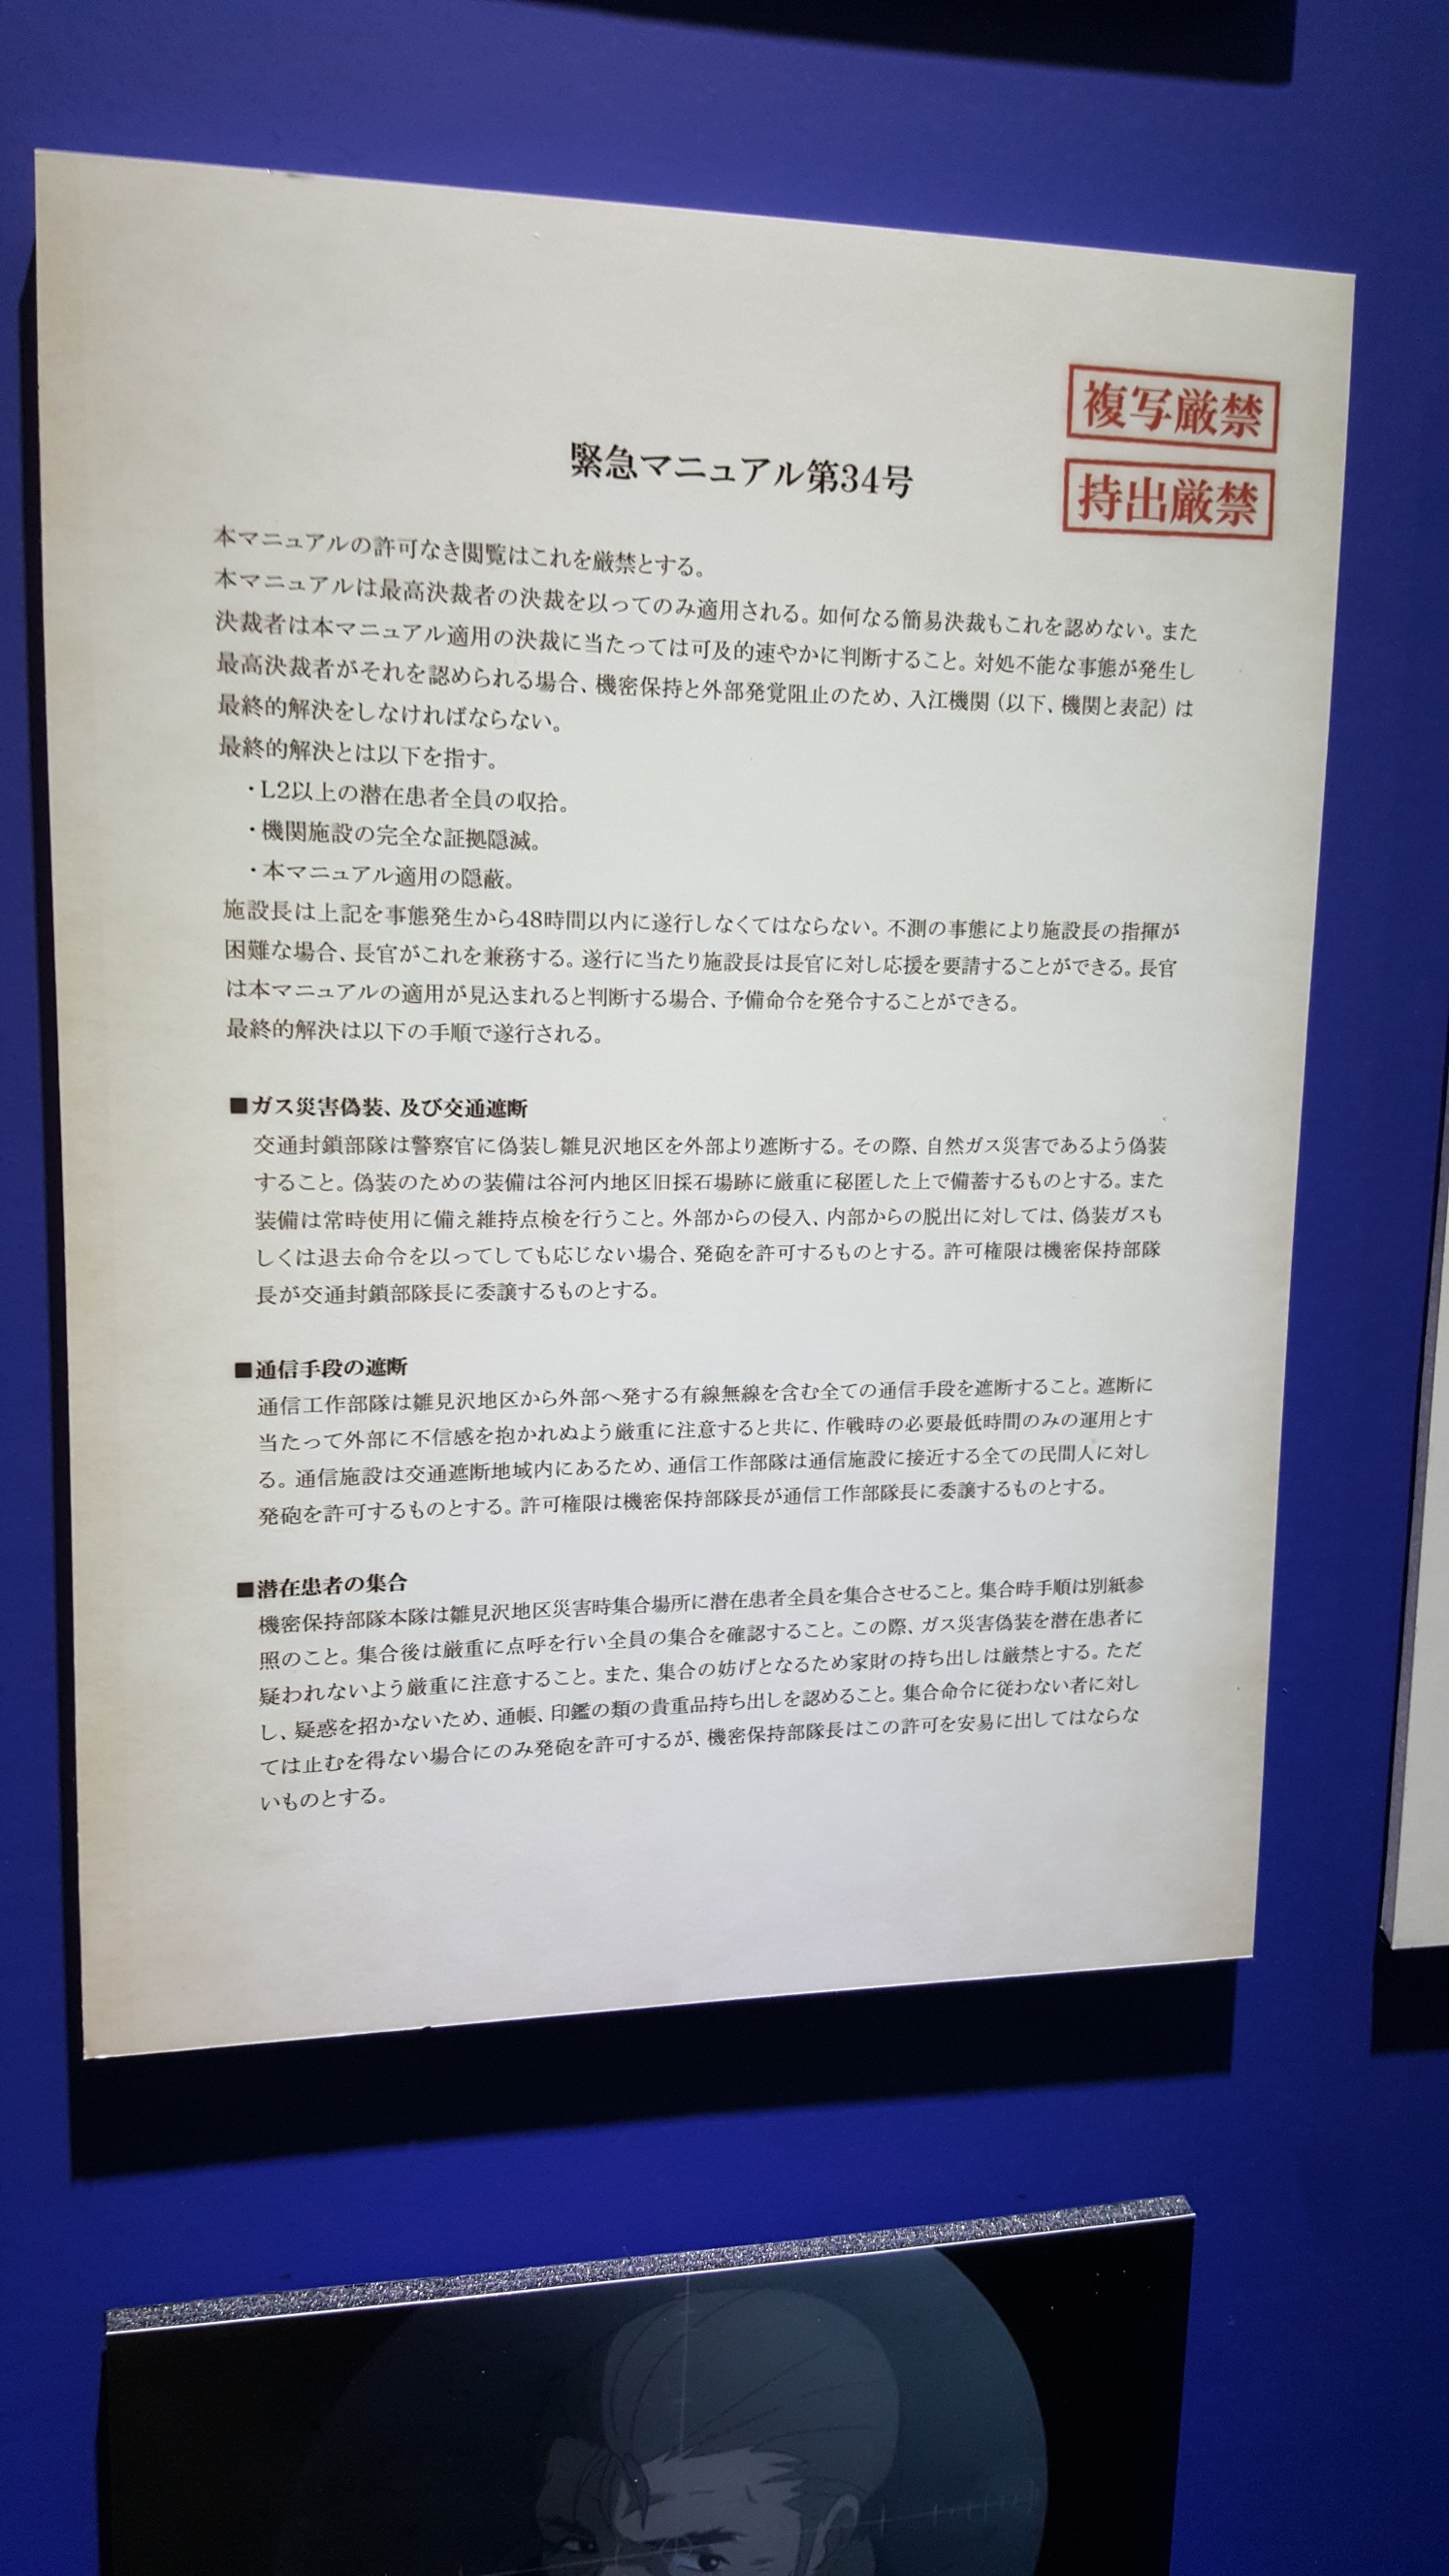 複写厳禁
持出厳禁
緊急マニュアル第34号
本マニュアルの許可なき閲覧はこれを厳禁とする。
本マニュアルは最高決裁者の決裁を以ってのみ適用される。如何なる簡易決裁もこれを認めない。また
決裁者は本マニュアル適用の決裁に当たっては可及的速やかに判断すること。対処不能な事態が発生し
最高決裁者がそれを認められる場合、機密保持と外部発覚阻止のため、入江機関（以下、機関と表記）は
最終的解決をしなければならない。
最終的解決とは以下を指す。
・L2以上の潜在患者全員の収拾。
・機関施設の完全な証拠隠滅。
・本マニュアル適用の隠蔽。
施設長は上記を事態発生から48時間以内に遂行しなくてはならない。不測の事態により施設長の指揮が
困難な場合、長官がこれを兼務する。遂行に当たり施設長は長官に対し応援を要請することができる。長官
は本マニュアルの適用が見込まれると判断する場合、予備命令を発令することができる。
最終的解決は以下の手順で遂行される。
■ガス災害偽装、及び交通遮断
交通封鎖部隊は警察官に偽装し雛見沢地区を外部より遮断する。その際、自然ガス災害であるよう偽装
すること。偽装のための装備は谷河内地区旧採石場跡に厳重に秘匿した上で備蓄するものとする。また
装備は常時使用に備え維持点検を行うこと。外部からの侵入、内部からの脱出に対しては、偽装ガスも
しくは退去命令を以ってしても応じない場合、発砲を許可するものとする。許可権限は機密保持部隊
長が交通封鎖部隊長に委譲するものとする。
■通信手段の遮断
通信工作部隊は雛見沢地区から外部へ発する有線無線を含む全ての通信手段を遮断すること。遮断に
当たって外部に不信感を抱かれぬよう厳重に注意すると共に、作戦時の必要最低時間のみの運用とす
る。通信施設は交通遮断地域内にあるため、通信工作部隊は通信施設に接近する全ての民間人に対し
発砲を許可するものとする。許可権限は機密保持部隊長が通信工作部隊長に委譲するものとする。
■潜在患者の集合
機密保持部隊本隊は雛見沢地区災害時集合場所に潜在患者全員を集合させること。集合時手順は別紙参
照のこと。集合後は厳重に点呼を行い全員の集合を確認すること。この際、ガス災害偽装を潜在患者に
疑われないよう厳重に注意すること。また、集合の妨げとなるため家財の持ち出しは厳禁とする。ただ
し、疑惑を招かないため、通帳、印鑑の類の貴重品持ち出しを認めること。集合命令に従わない者に対し
ては止むを得ない場合にのみ発砲を許可するが、機密保持部隊長はこの許可を安易に出してはならな
いものとする。